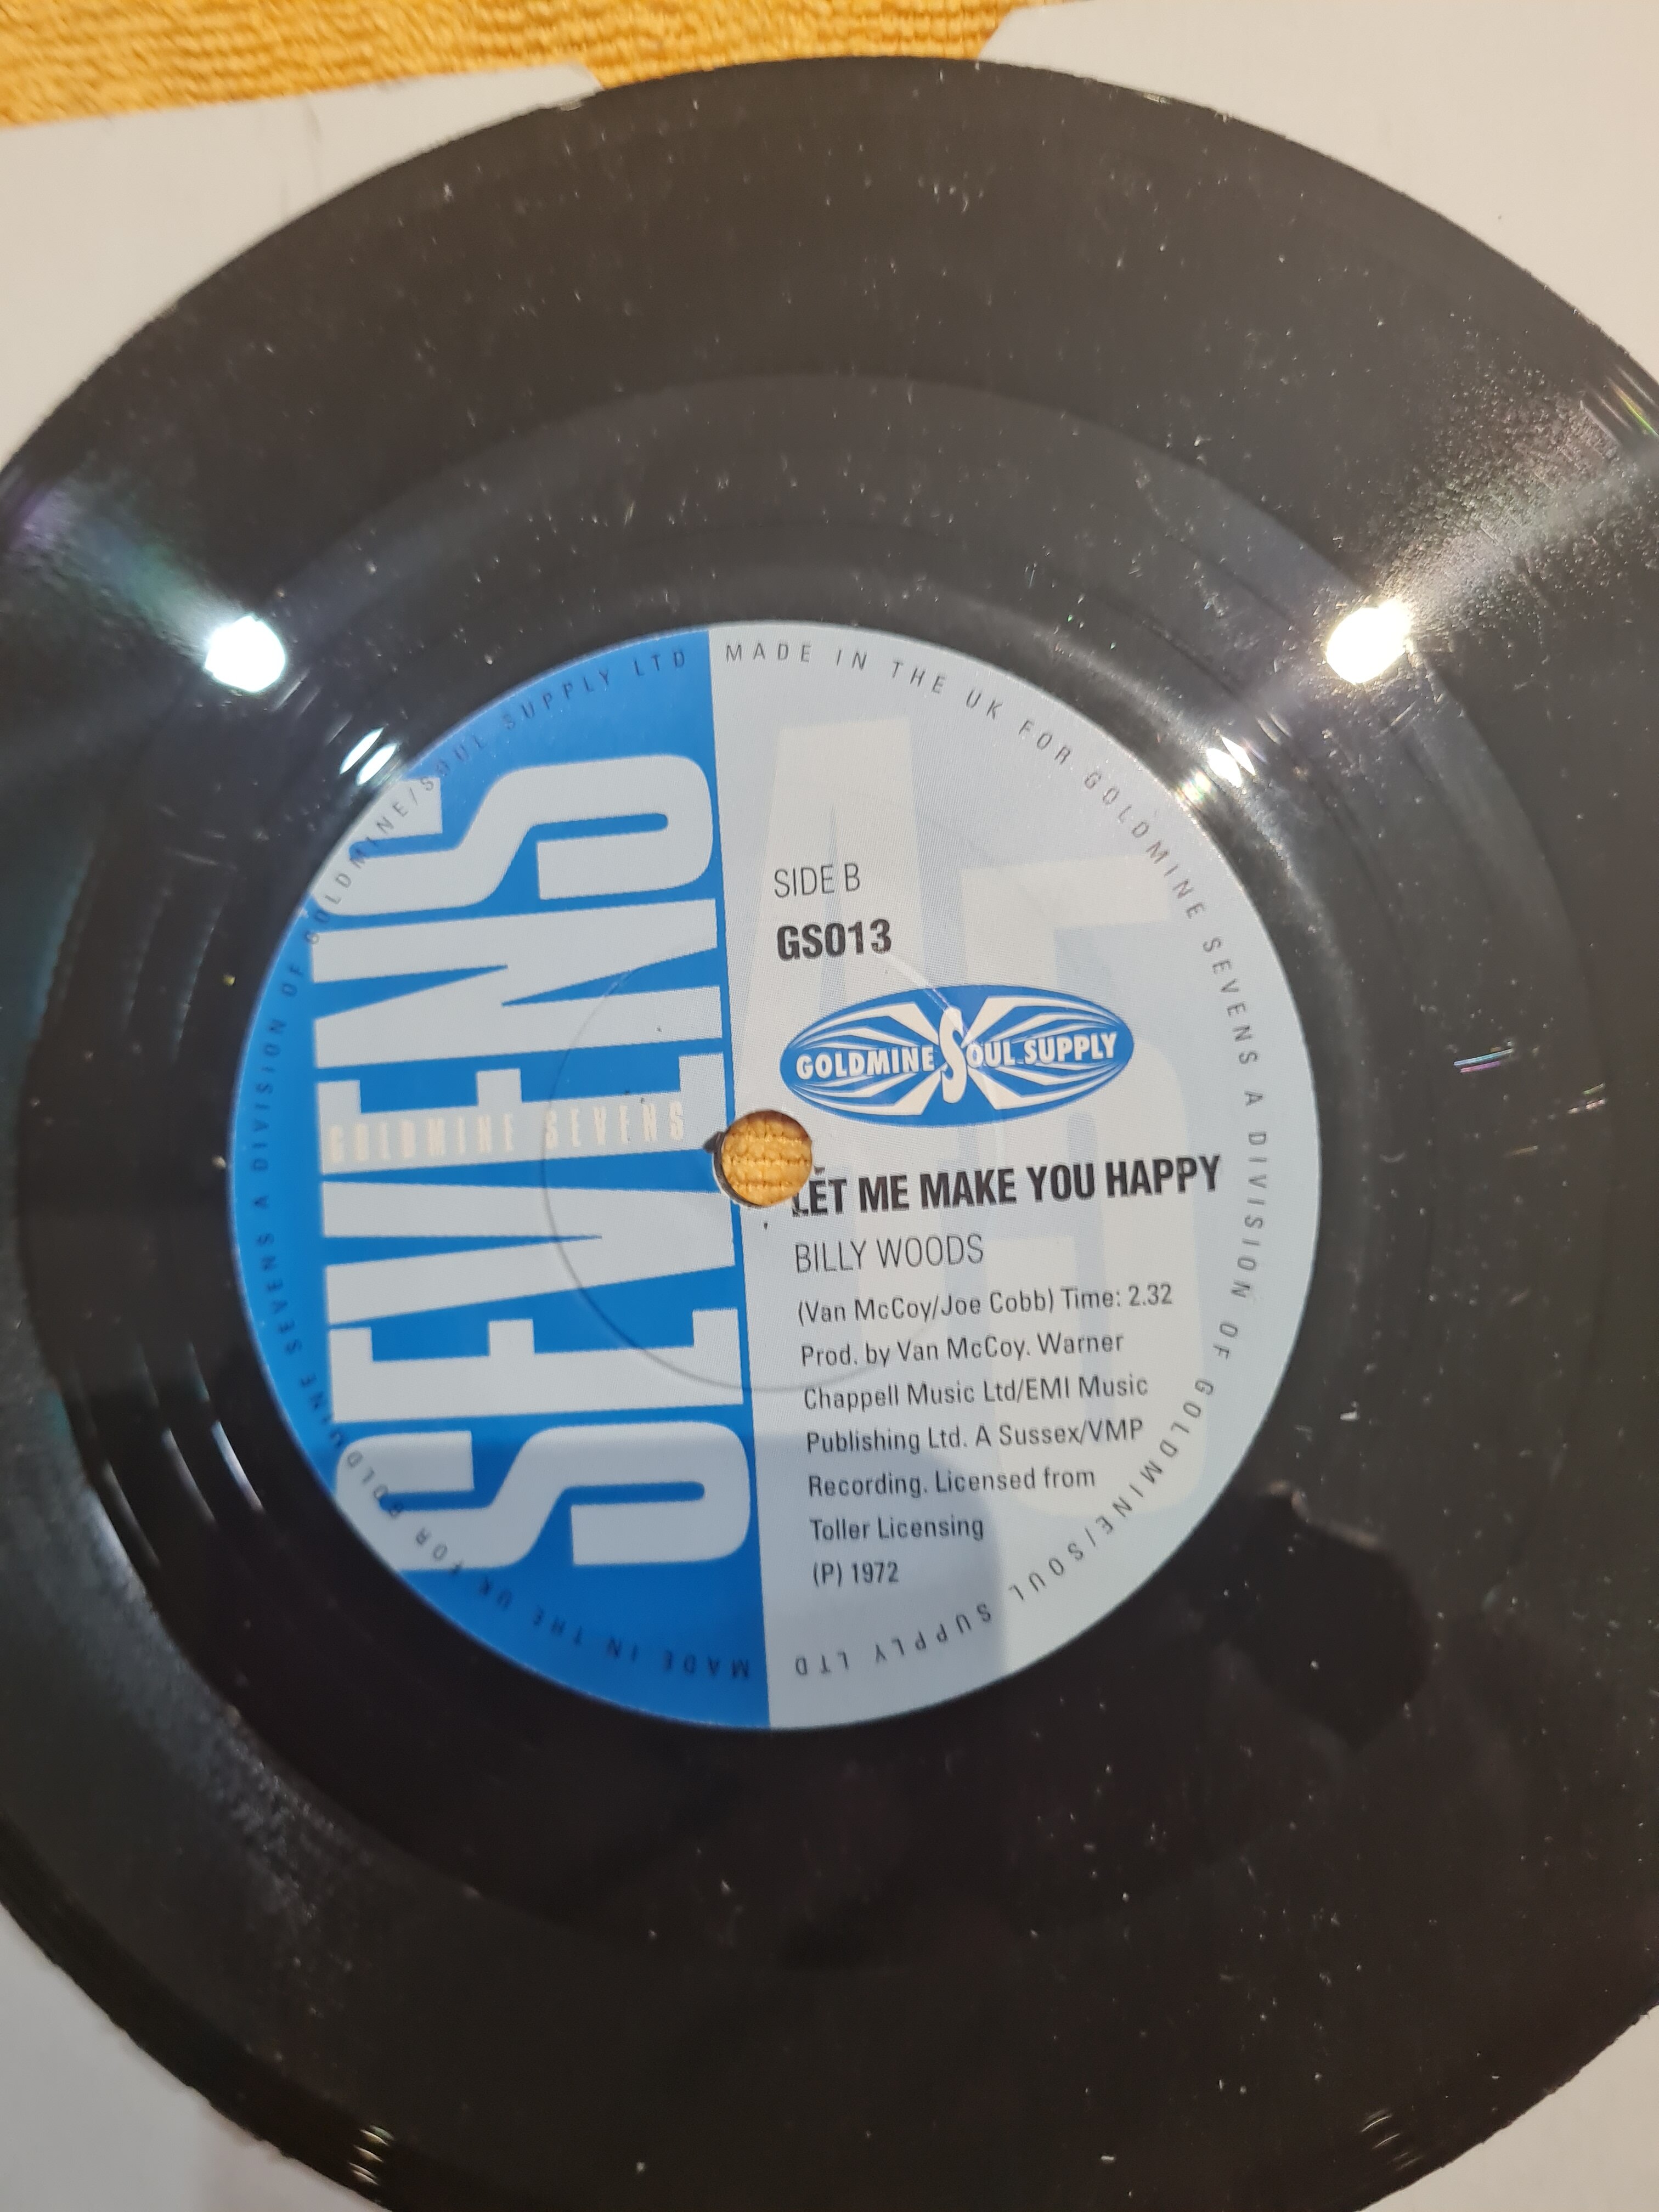 MADE IN THE UK FOR GOLDMINE SEVENS A DIVISION OF GOLDMINE/SOUL SUPPLY LTD
MADE IN THE UK FOR GOLDMINE SEVENS A DIVISION OF GOLDMINE/SOUL SUPPLY LTD
SEVENS
GOLDMINE SEVENS
45
SIDE B
GS013
GOLDMINE SOUL SUPPLY
LET ME MAKE YOU HAPPY
BILLY WOODS
(Van McCoy/Joe Cobb) Time: 2.32
Prod. by Van McCoy. Warner
Chappell Music Ltd/EMI Music
Publishing Ltd. A Sussex/VMP
Recording. Licensed from
Toller Licensing
(P) 1972